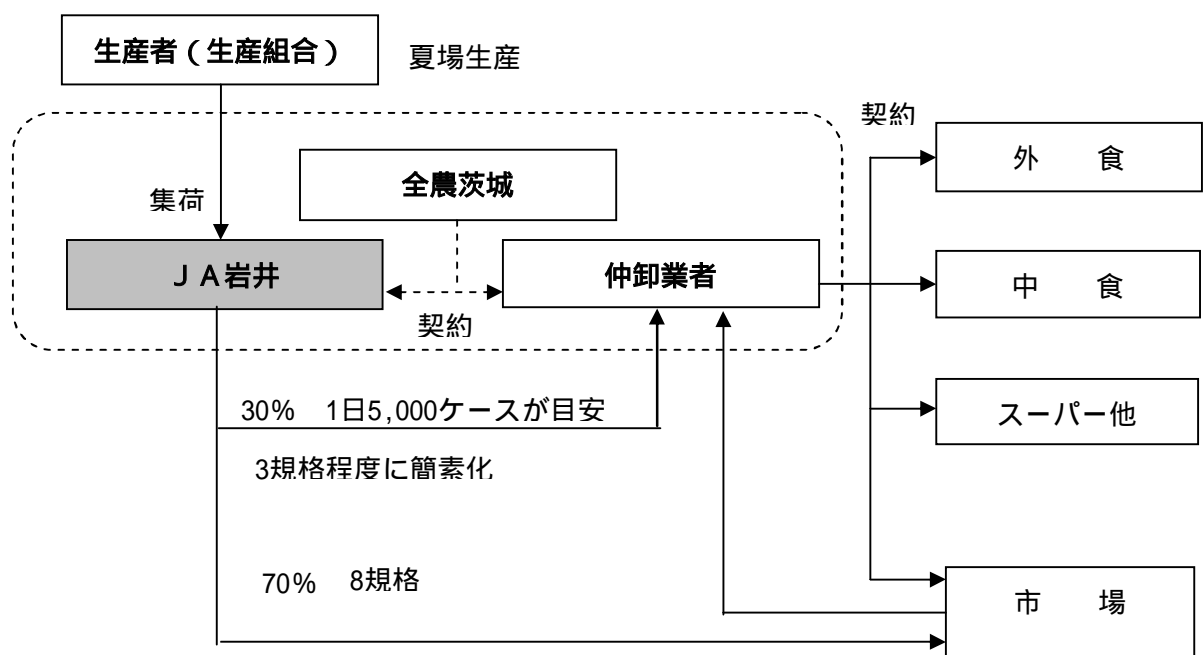 生産者(生産組合)
夏場生産
契約
外　　食
全農茨城
集荷
JA岩井
仲卸業者
中　　食
契約
30%　1日5,000ケースが目安
スーパー他
3規格程度に簡素化
70%　8規格
市　　場